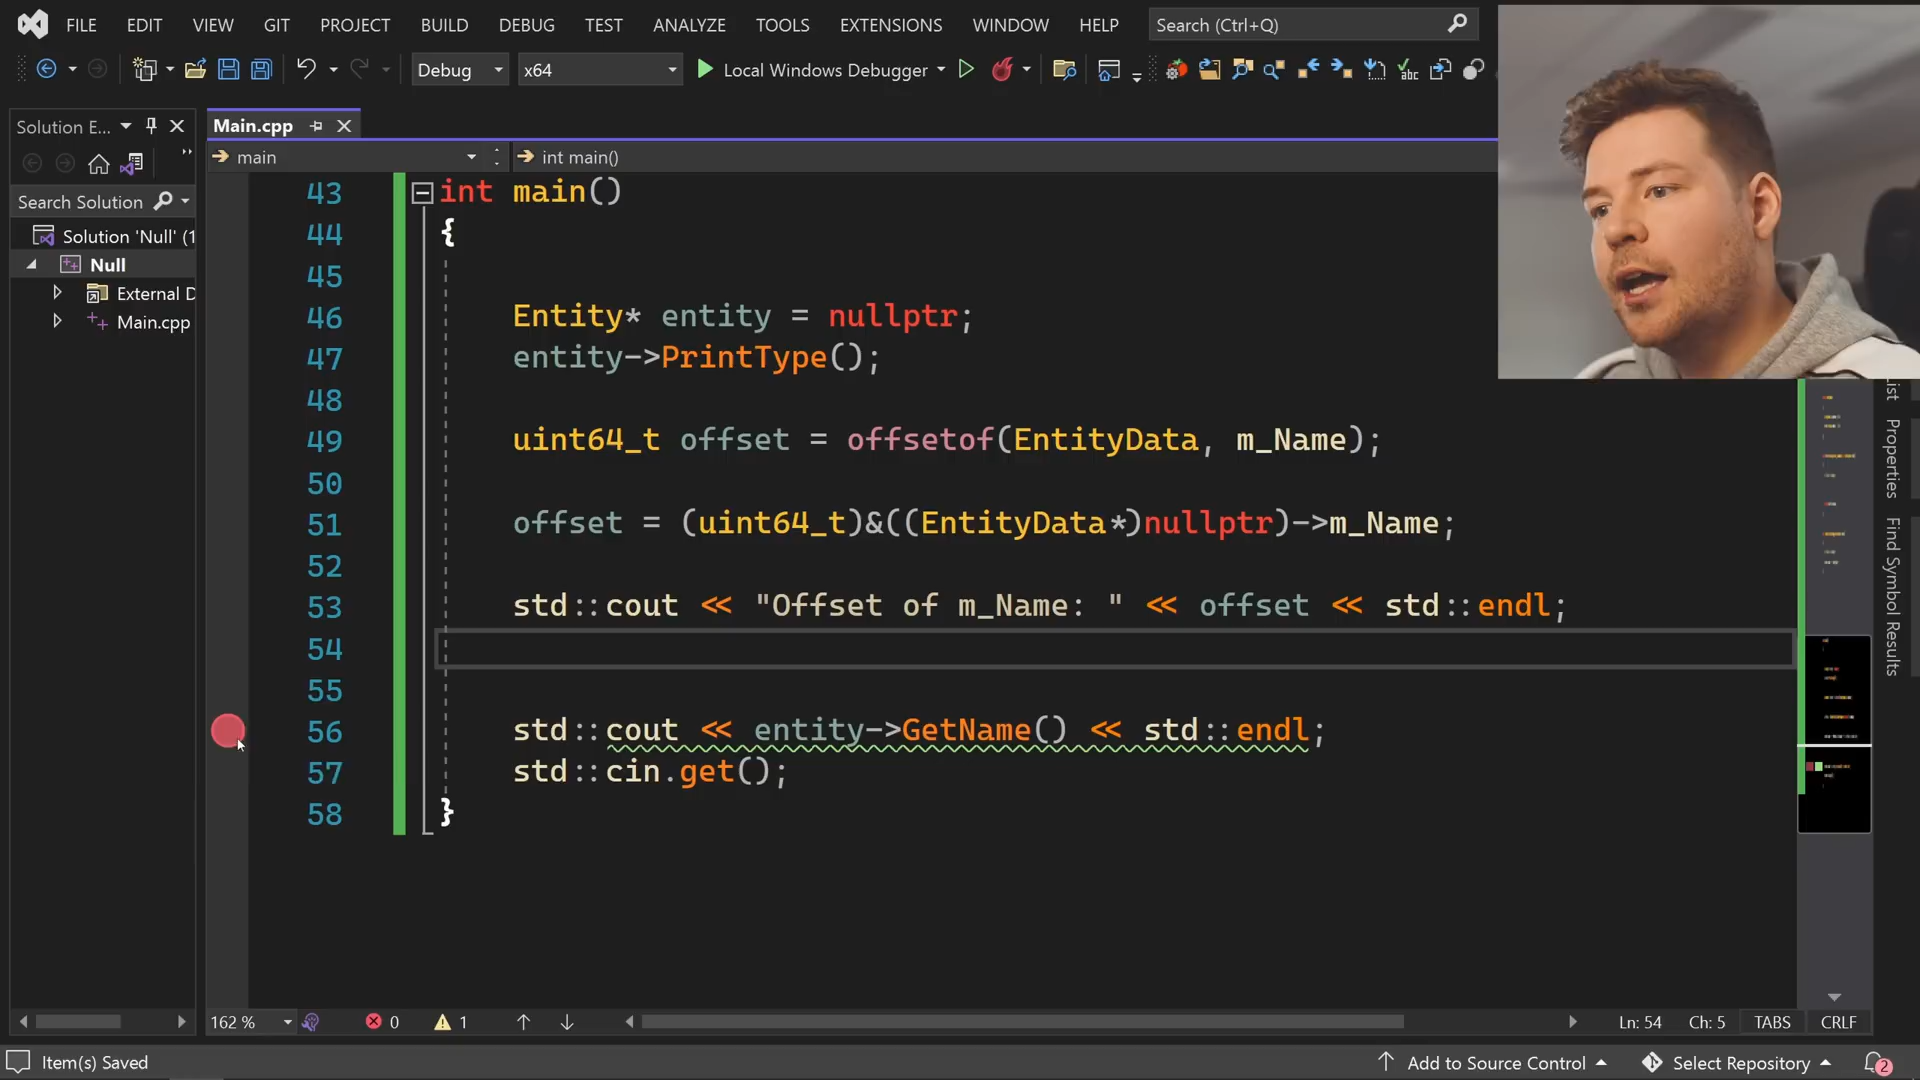 FILE EDIT VIEW GIT PROJECT BUILD DEBUG TEST ANALYZE TOOLS EXTENSIONS WINDOW HELP Search (Ctrl+Q)
Debug x64 Local Windows Debugger
Solution E... Main.cpp
main int main()
Search Solution
Solution 'Null' (1
Null
External D
Main.cpp
43 int main()
44 {
45
46 Entity* entity = nullptr;
47 entity->PrintType();
48
49 uint64_t offset = offsetof(EntityData, m_Name);
50
51 offset = (uint64_t)&((EntityData*)nullptr)->m_Name;
52
53 std::cout << "Offset of m_Name: " << offset << std::endl;
54
55
56 std::cout << entity->GetName() << std::endl;
57 std::cin.get();
58 }
List
Properties
Find Symbol Results
162 % 0 1 Ln: 54 Ch: 5 TABS CRLF
Item(s) Saved Add to Source Control Select Repository 2